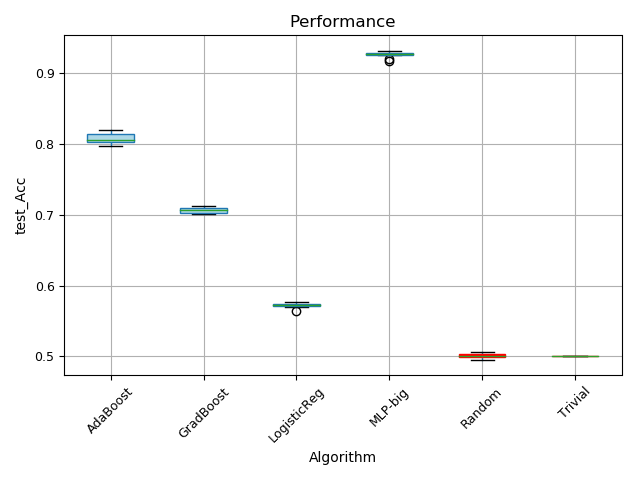 Performance
test_Acc
0.9
0.8
0.7
0.6
0.5
AdaBoost
GradBoost
LogisticReg
MLP-big
Random
Trivial
Algorithm